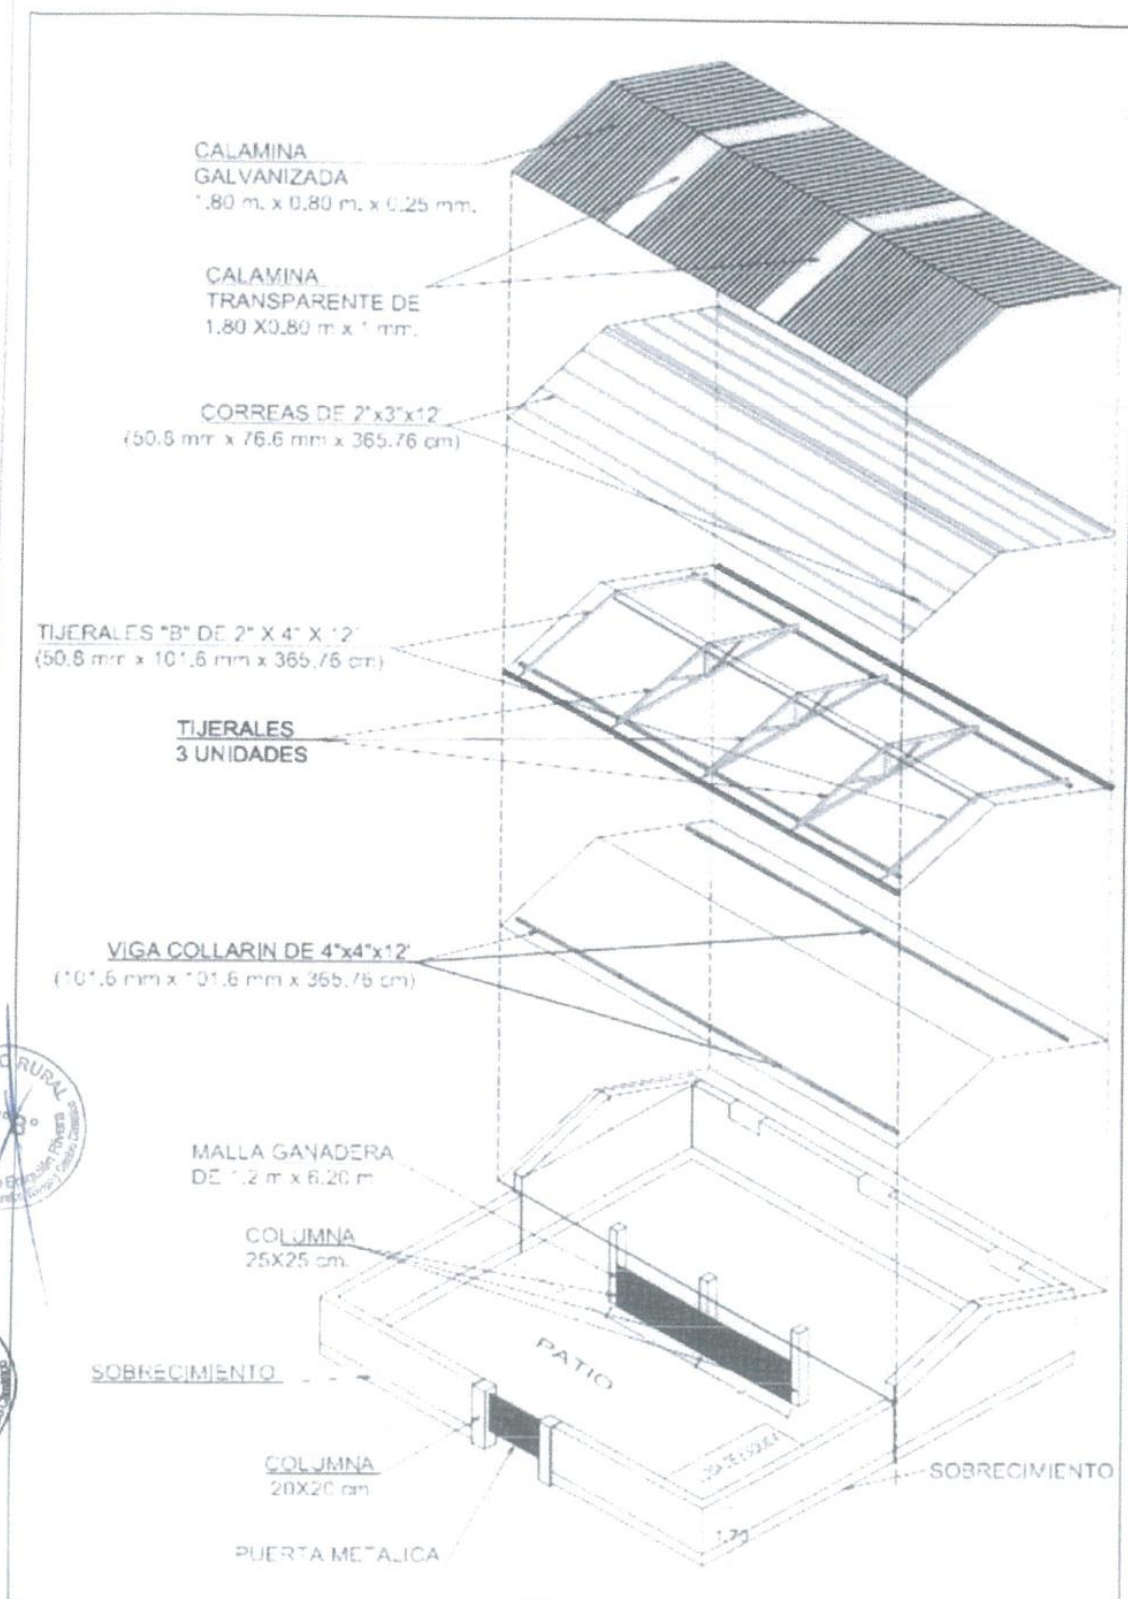 CALAMINA
GALVANIZADA
1.80 m. x 0.80 m. x 0.25 mm.
CALAMINA
TRANSPARENTE DE
1.80 X0.80 m x 1 mm.
CORREAS DE 2"x3"x12'
(50.8 mm x 76.6 mm x 365.76 cm)
TIJERALES "B" DE 2" X 4" X 12'
(50.8 mm x 101.6 mm x 365.76 cm)
TIJERALES
3 UNIDADES
VIGA COLLARIN DE 4"x4"x12'
(101.6 mm x 101.6 mm x 365.76 cm)
RURAL
MALLA GANADERA
DE 1.2 m x 6.20 m
COLUMNA
25X25 cm.
PATIO
SOBRECIMIENTO
COLUMNA
20X20 cm
SOBRECIMIENTO
1.70
PUERTA METALICA